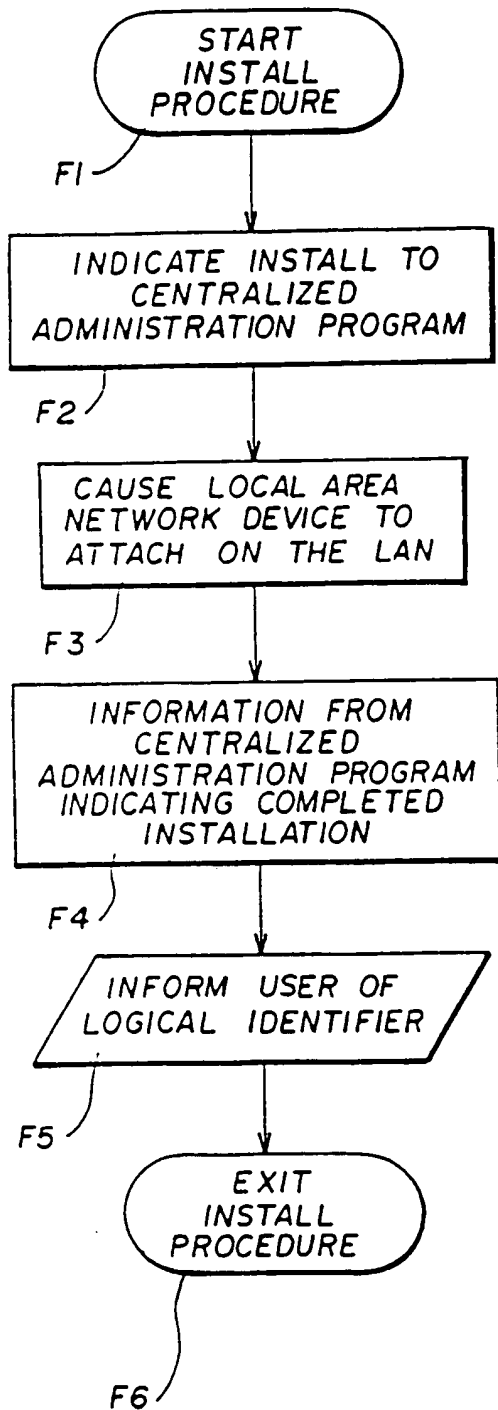 START
INSTALL
PROCEDURE
F1
INDICATE INSTALL TO
CENTRALIZED
ADMINISTRATION PROGRAM
F2
CAUSE LOCAL AREA
NETWORK DEVICE TO
ATTACH ON THE LAN
F3
INFORMATION FROM
CENTRALIZED
ADMINISTRATION PROGRAM
INDICATING COMPLETED
INSTALLATION
F4
INFORM USER OF
LOGICAL IDENTIFIER
F5
EXIT
INSTALL
PROCEDURE
F6